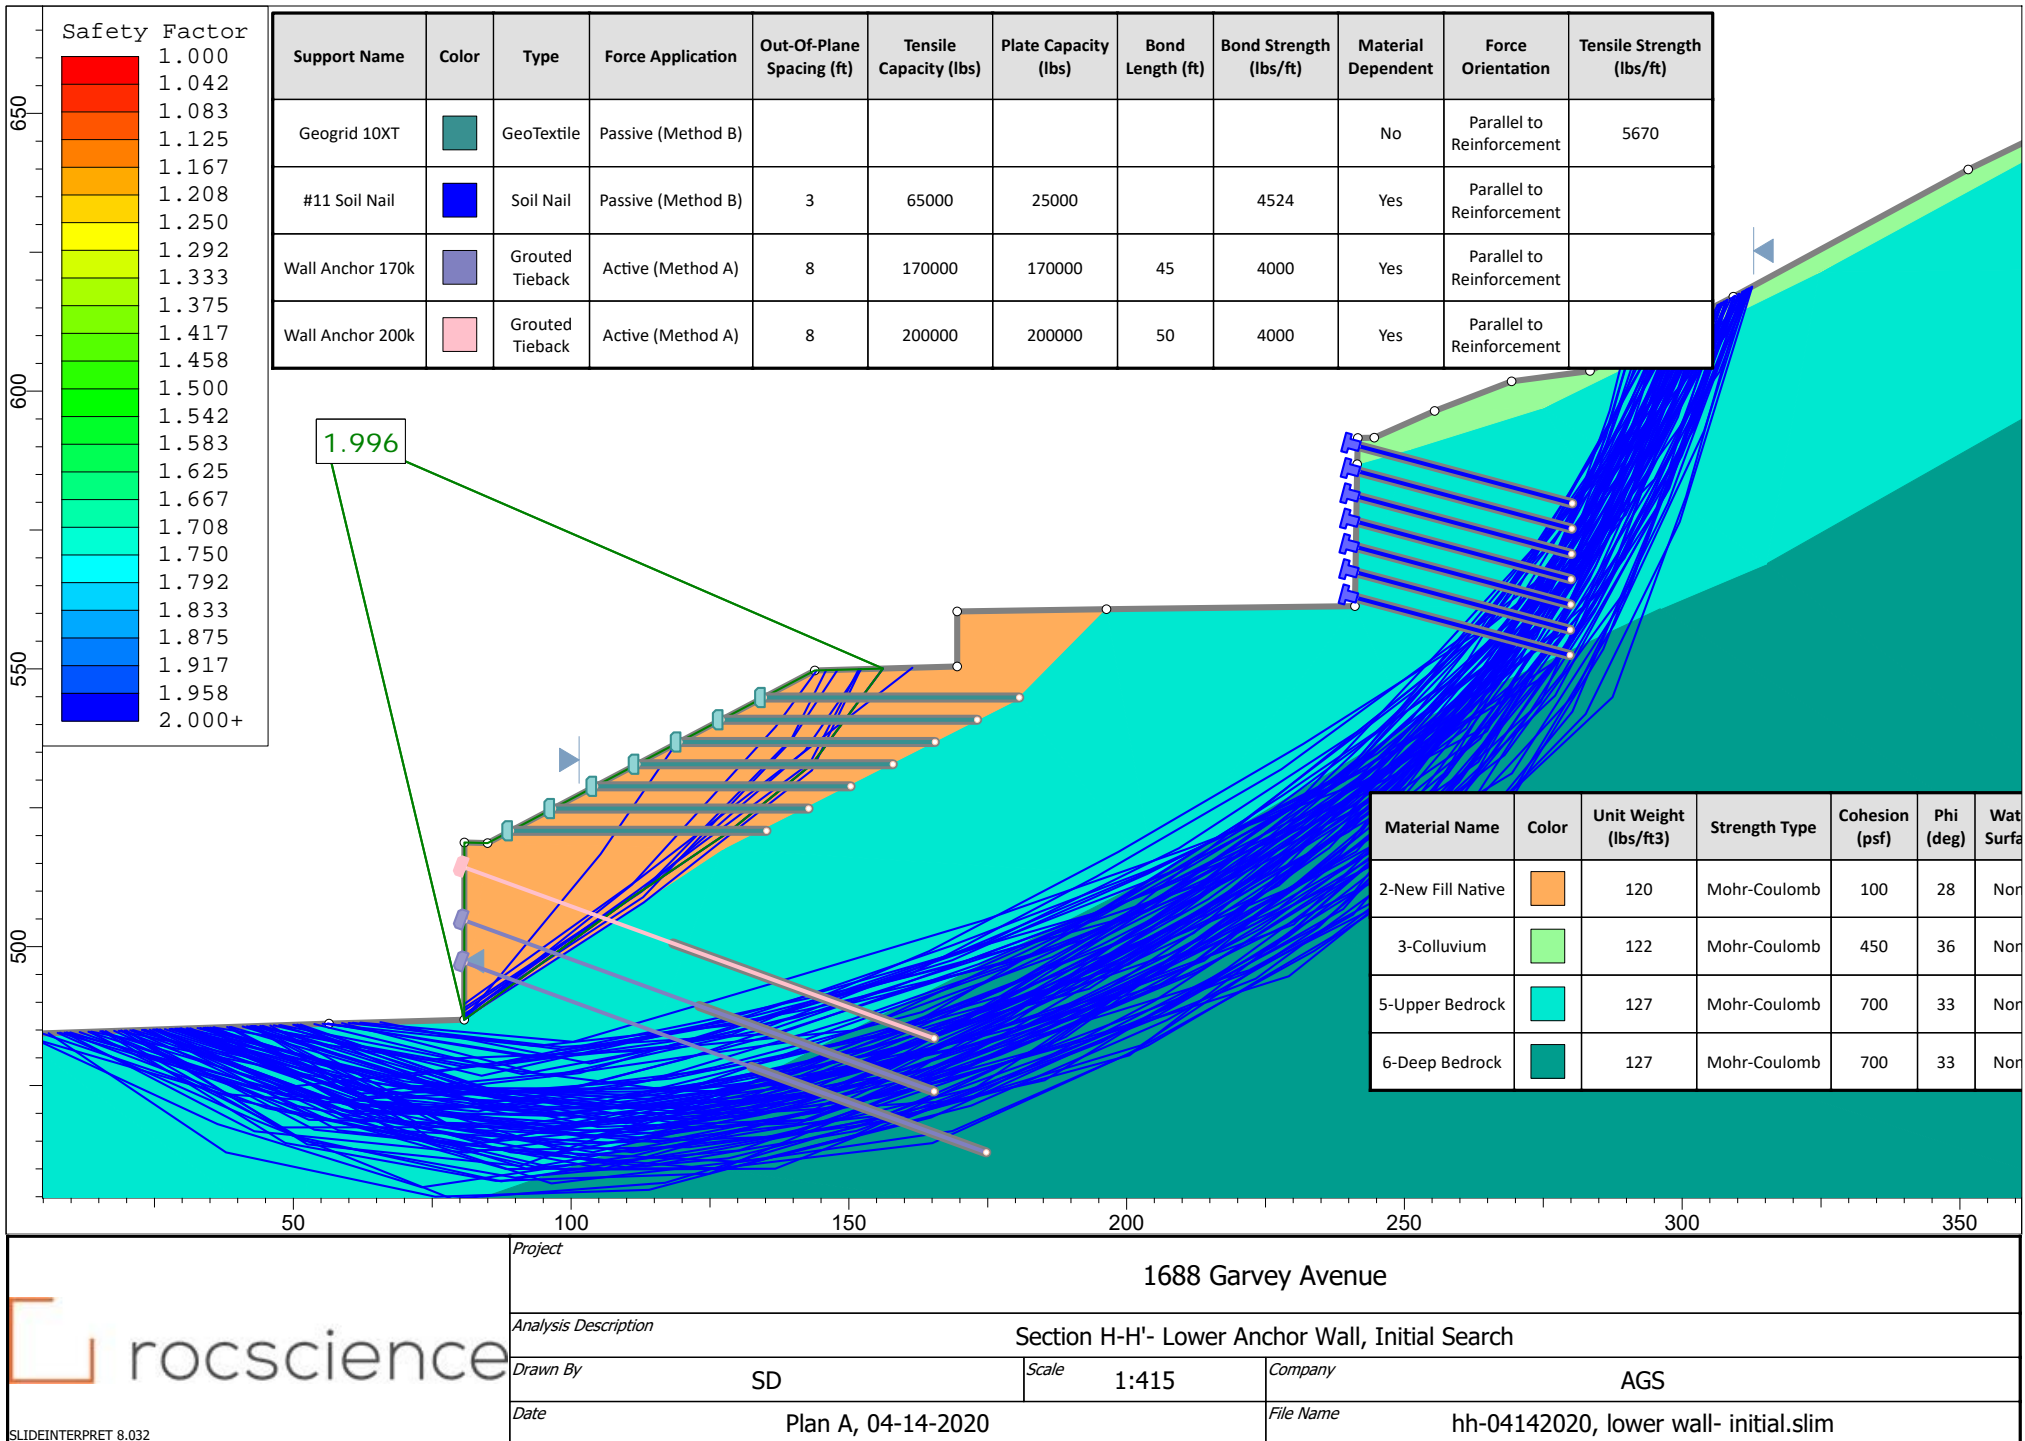 Safety Factor
1.000
1.042
1.083
1.125
1.167
1.208
1.250
1.292
1.333
1.375
1.417
1.458
1.500
1.542
1.583
1.625
1.667
1.708
1.750
1.792
1.833
1.875
1.917
1.958
2.000+
Support Name Color Type Force Application Out-Of-Plane Spacing (ft) Tensile Capacity (lbs) Plate Capacity (lbs) Bond Length (ft) Bond Strength (lbs/ft) Material Dependent Force Orientation Tensile Strength (lbs/ft)
Geogrid 10XT GeoTextile Passive (Method B) No Parallel to Reinforcement 5670
#11 Soil Nail Soil Nail Passive (Method B) 3 65000 25000 4524 Yes Parallel to Reinforcement
Wall Anchor 170k Grouted Tieback Active (Method A) 8 170000 170000 45 4000 Yes Parallel to Reinforcement
Wall Anchor 200k Grouted Tieback Active (Method A) 8 200000 200000 50 4000 Yes Parallel to Reinforcement
1.996
650
600
550
500
Material Name Color Unit Weight (lbs/ft3) Strength Type Cohesion (psf) Phi (deg)
2-New Fill Native 120 Mohr-Coulomb 100 28
3-Colluvium 122 Mohr-Coulomb 450 36
5-Upper Bedrock 127 Mohr-Coulomb 700 33
6-Deep Bedrock 127 Mohr-Coulomb 700 33
50 100 150 200 250 300 350
rocscience
SLIDEINTERPRET 8.032
Project
1688 Garvey Avenue
Analysis Description
Section H-H'- Lower Anchor Wall, Initial Search
Drawn By SD Scale 1:415 Company AGS
Date Plan A, 04-14-2020 File Name hh-04142020, lower wall- initial.slim